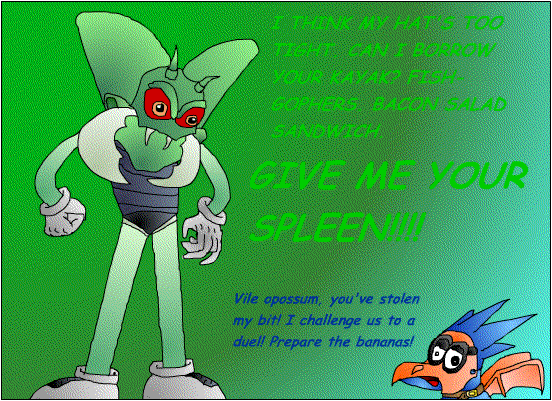 I THINK MY HAT'S TOO
TIGHT. CAN I BORROW
YOUR KAYAK? FISH.
GOPHERS. BACON SALAD
SANDWICH.
GIVE ME YOUR
SPLEEN!!!!
Vile opossum, you've stolen
my bit! I challenge us to a
duel! Prepare the bananas!